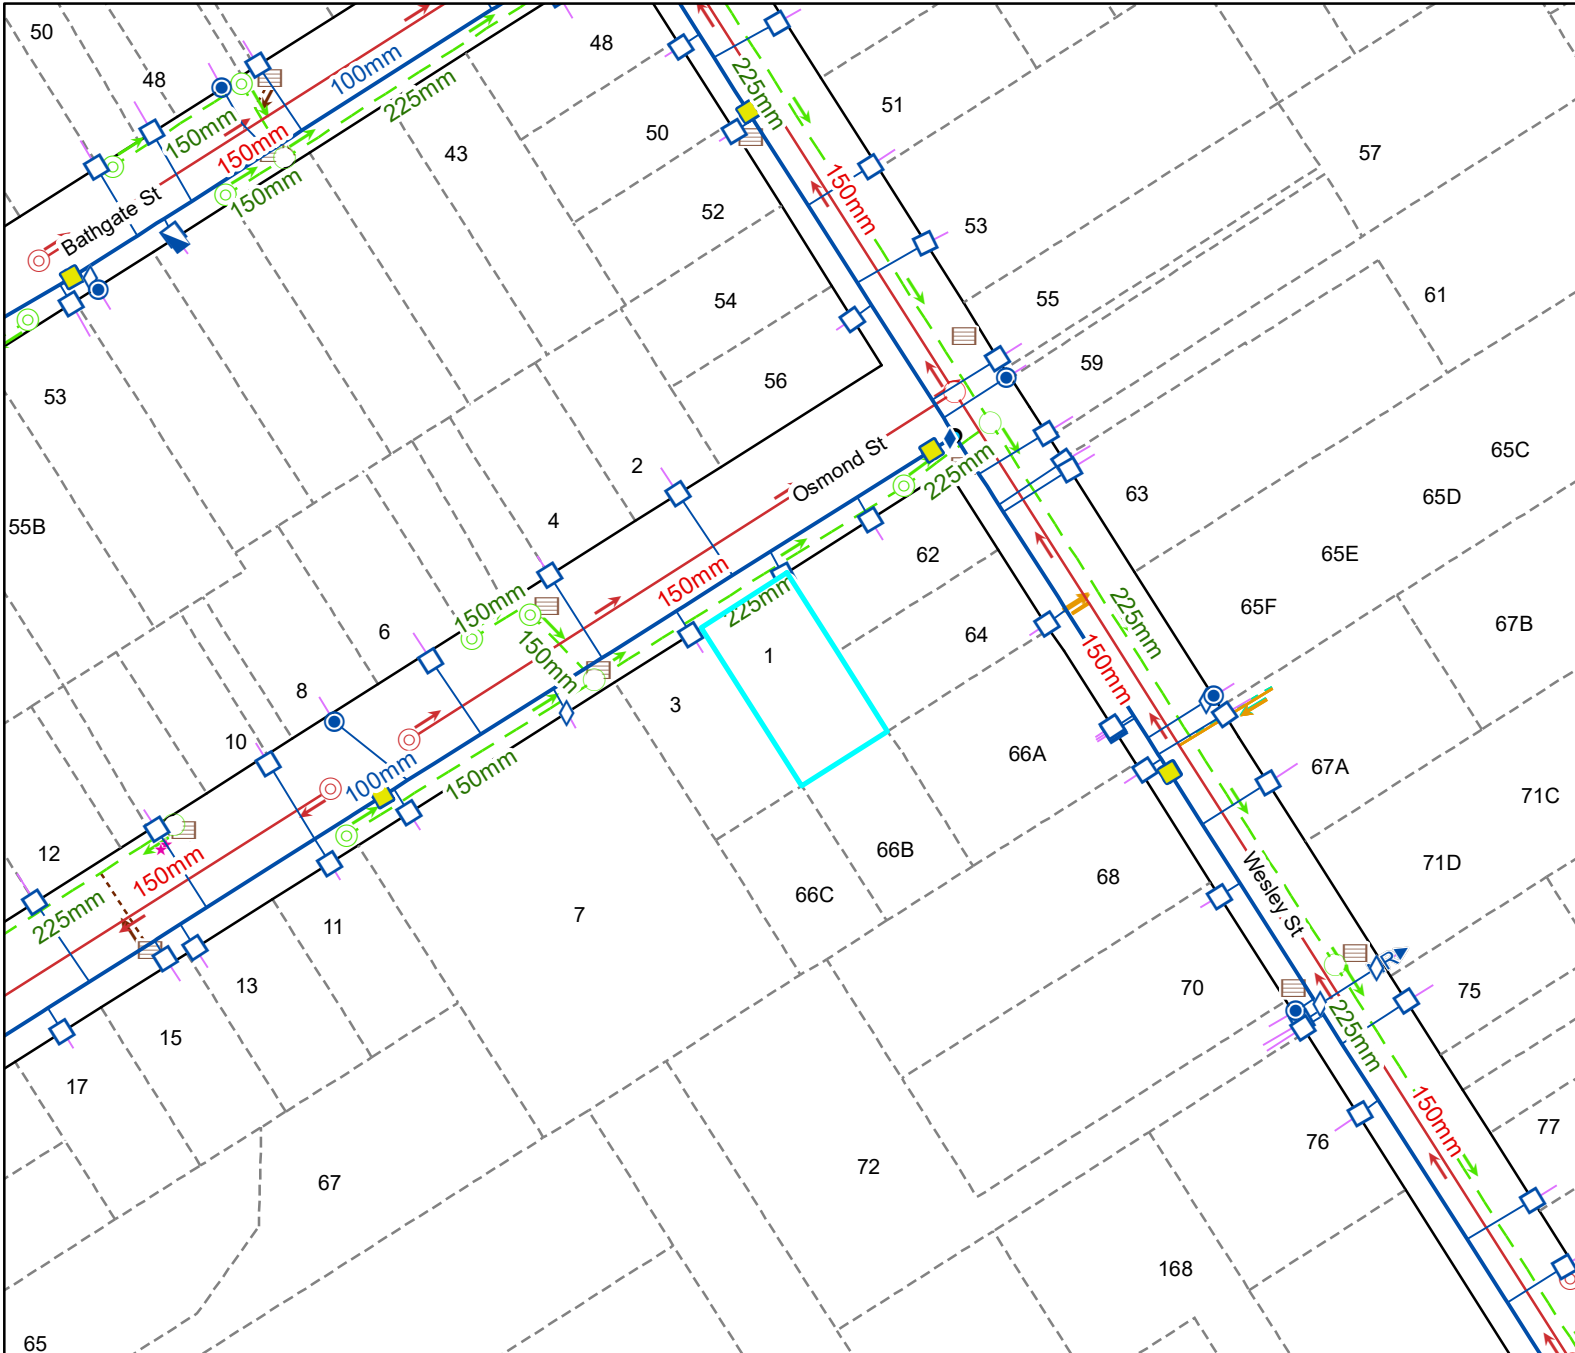 50
48
48
100mm
225mm
150mm
150mm
150mm
Bathgate St
43
50
52
54
56
225mm
150mm
51
53
55
57
59
61
53
55B
2
4
6
8
10
12
Osmond St
225mm
62
63
65C
65D
65E
65F
67B
64
150mm
225mm
1
3
150mm
150mm
100mm
150mm
225mm
150mm
66A
67A
71C
71D
66B
66C
68
7
11
150mm
225mm
13
15
17
Wesley St
70
R
75
225mm
150mm
76
77
72
67
168
65